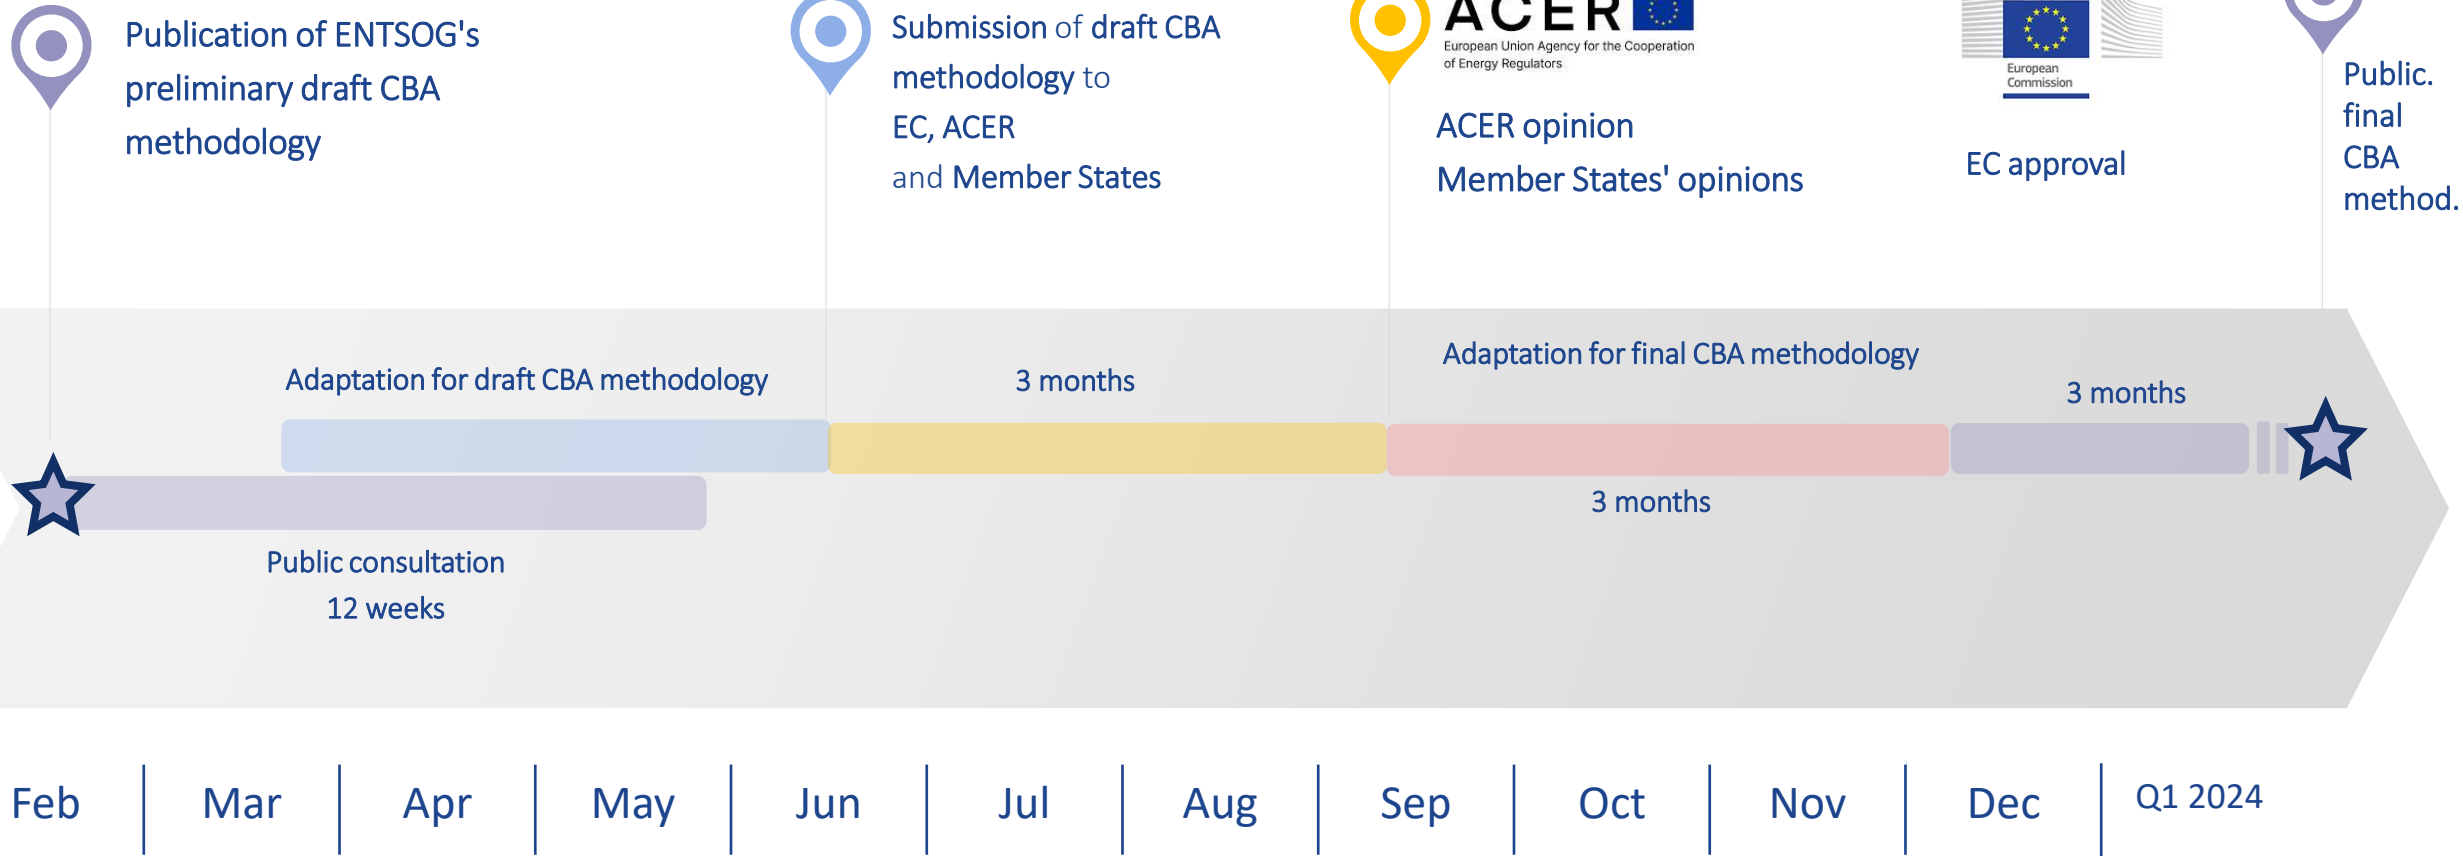 Publication of ENTSOG's
preliminary draft CBA
methodology
Submission of draft CBA
methodology to
EC, ACER
and Member States
ACER
European Union Agency for the Cooperation
of Energy Regulators
ACER opinion
Member States' opinions
European
Commission
EC approval
Public.
final
CBA
method.
Adaptation for draft CBA methodology
3 months
Adaptation for final CBA methodology
3 months
3 months
Public consultation
12 weeks
Feb
Mar
Apr
May
Jun
Jul
Aug
Sep
Oct
Nov
Dec
Q1 2024